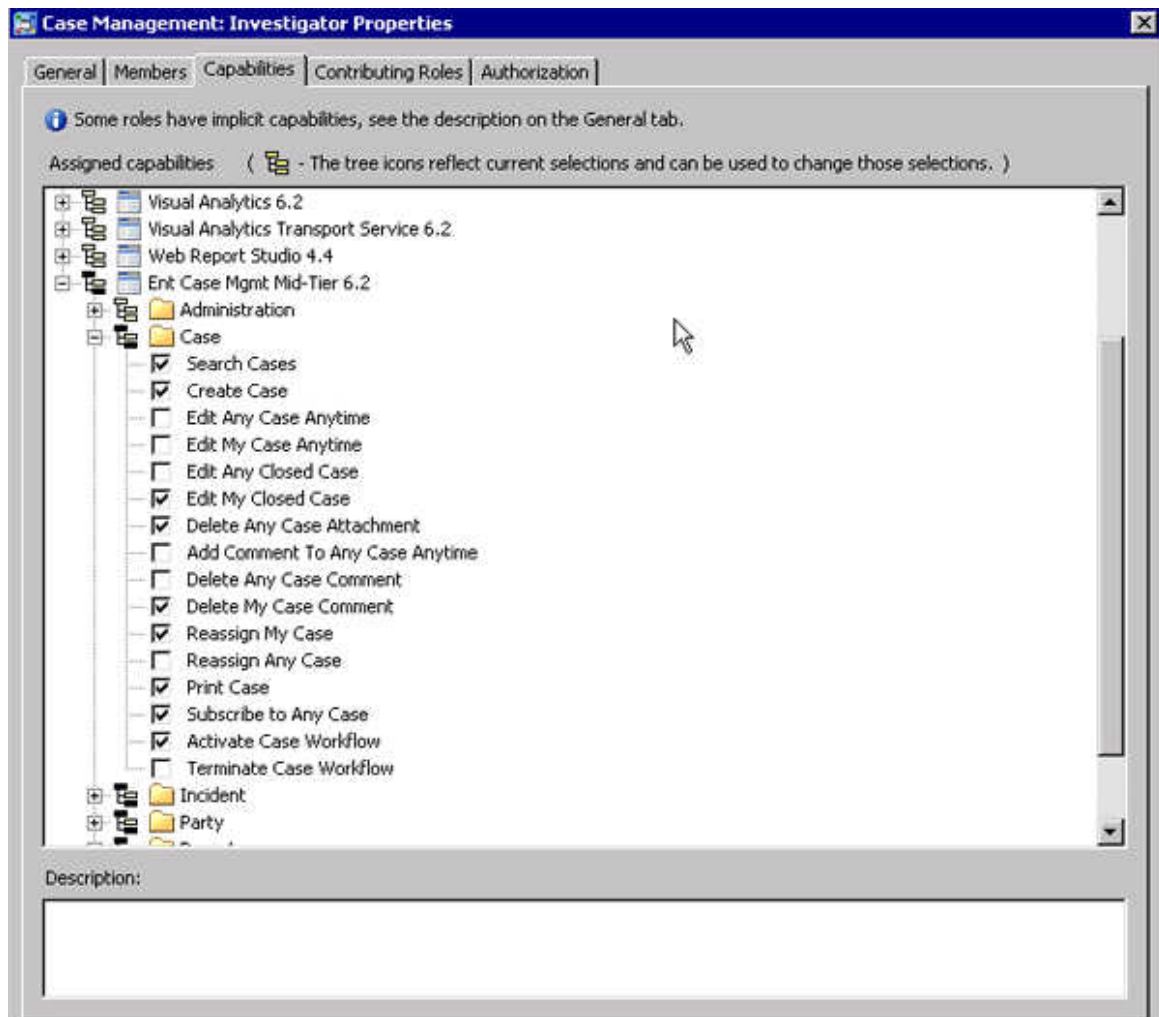 Case Management: Investigator Properties
General Members Capabilities Contributing Roles Authorization
Some roles have implicit capabilities, see the description on the General tab.
Assigned capabilities ( - The tree icons reflect current selections and can be used to change those selections. )
Visual Analytics 6.2
Visual Analytics Transport Service 6.2
Web Report Studio 4.4
Ent Case Mgmt Mid-Tier 6.2
Administration
Case
Search Cases
Create Case
Edit Any Case Anytime
Edit My Case Anytime
Edit Any Closed Case
Edit My Closed Case
Delete Any Case Attachment
Add Comment To Any Case Anytime
Delete Any Case Comment
Delete My Case Comment
Reassign My Case
Reassign Any Case
Print Case
Subscribe to Any Case
Activate Case Workflow
Terminate Case Workflow
Incident
Party
Description: